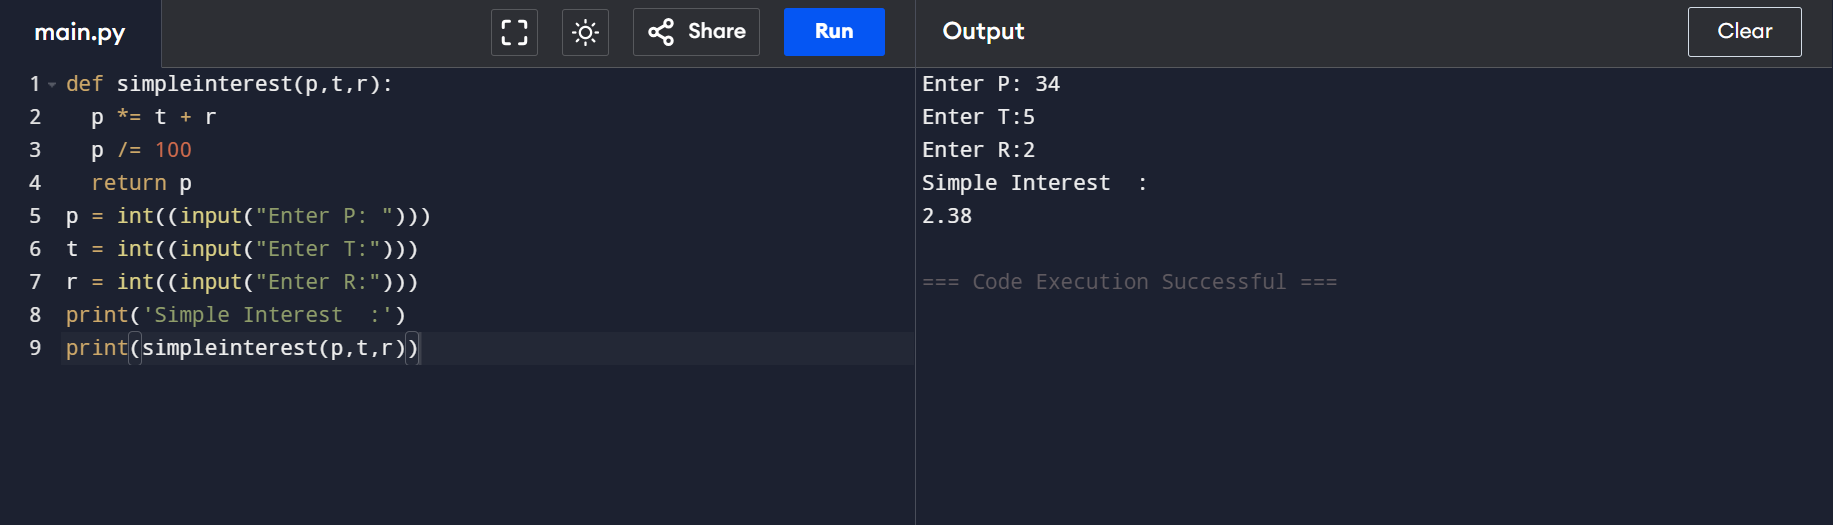 main.py
Share
Run
Output
Clear
1 def simpleinterest(p,t,r):
2   p *= t + r
3   p /= 100
4   return p
5 p = int((input("Enter P: ")))
6 t = int((input("Enter T:")))
7 r = int((input("Enter R:")))
8 print('Simple Interest  :')
9 print(simpleinterest(p,t,r))
Enter P: 34
Enter T:5
Enter R:2
Simple Interest  :
2.38
=== Code Execution Successful ===